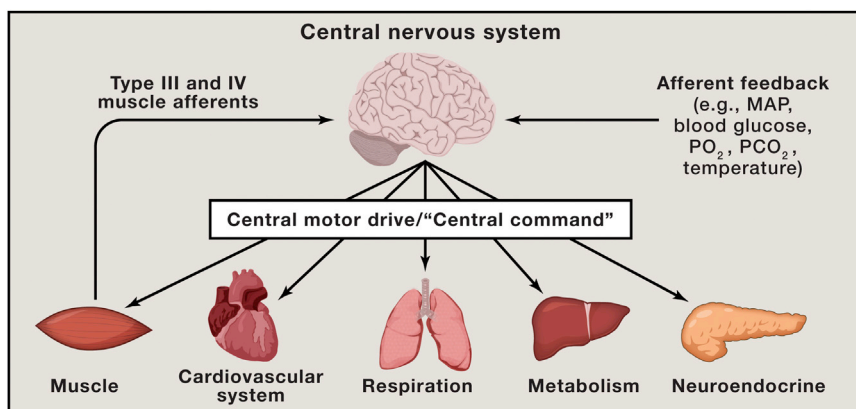 Central nervous system
Type III and IV
muscle afferents
Afferent feedback
(e.g., MAP,
blood glucose,
PO₂, PCO₂,
temperature)
Central motor drive/“Central command”
Muscle
Cardiovascular
system
Respiration
Metabolism
Neuroendocrine